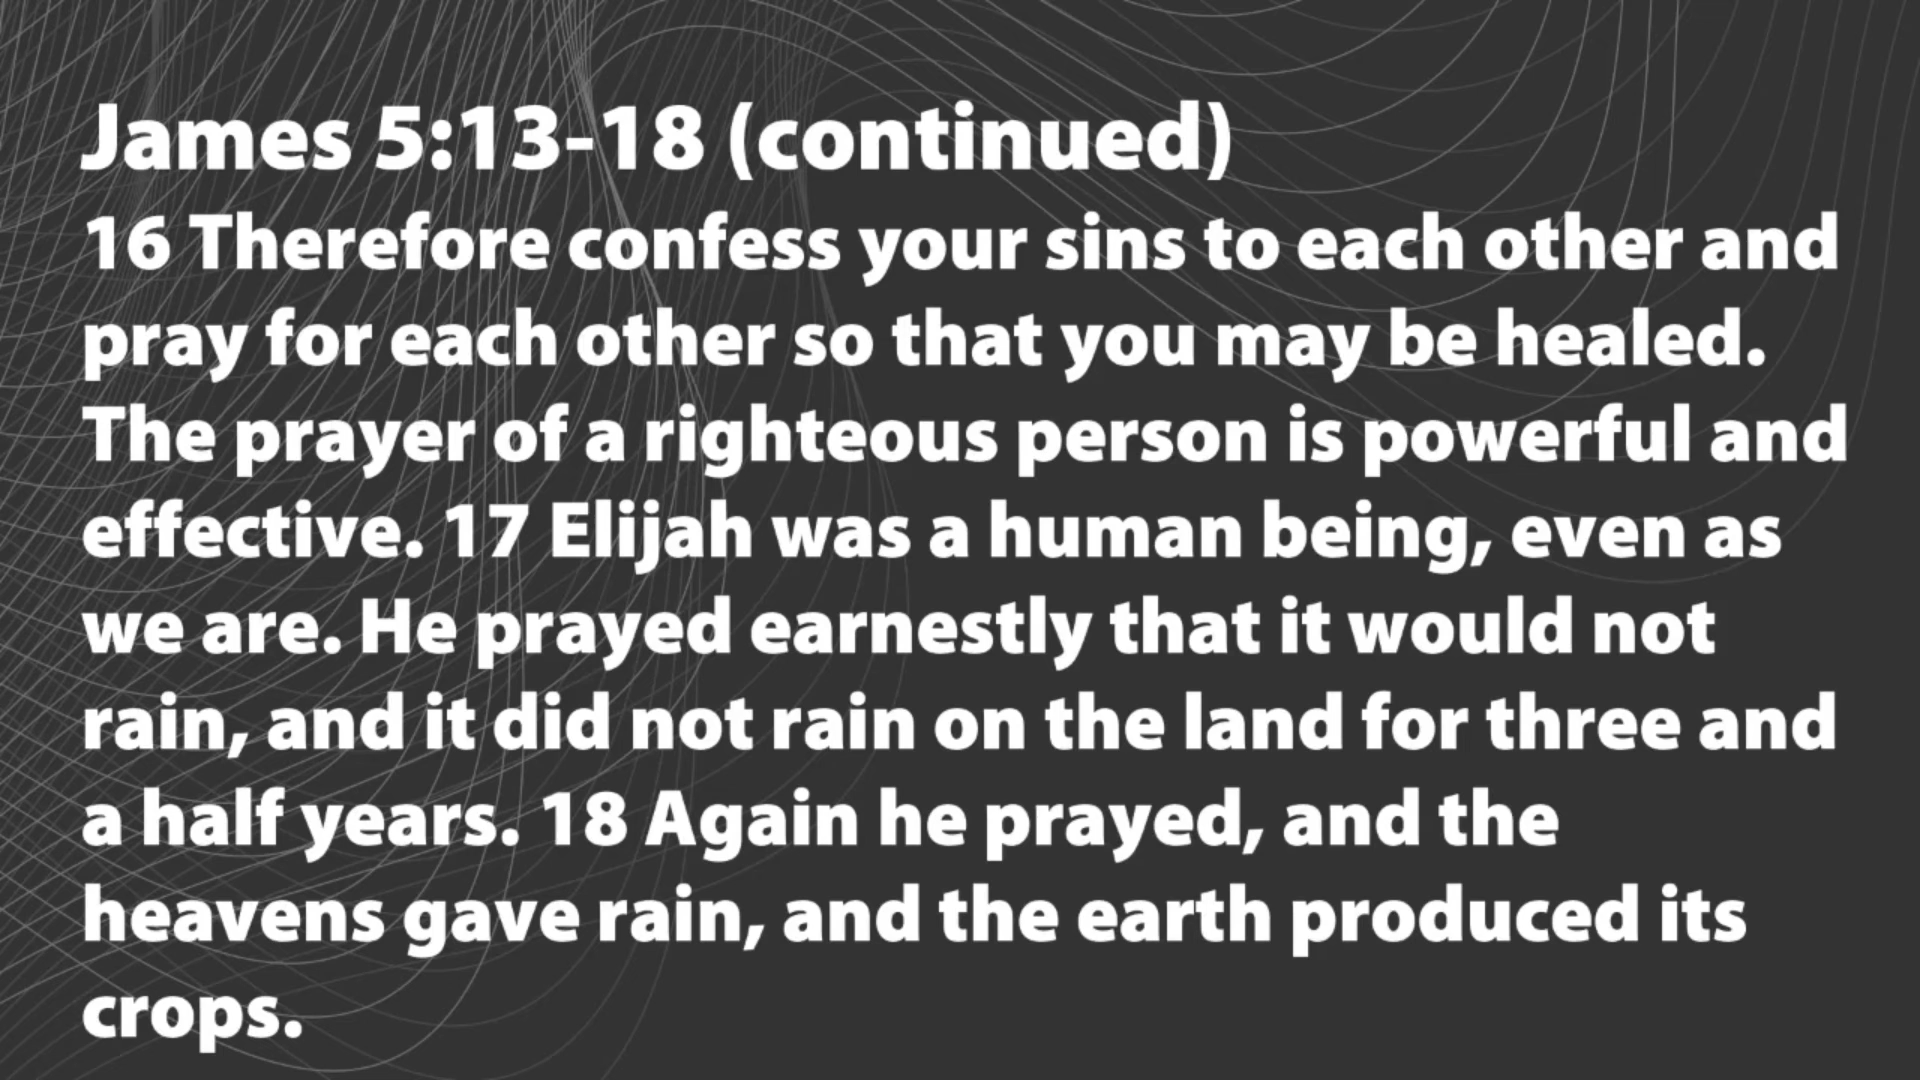 James 5:13-18 (continued)
16 Therefore confess your sins to each other and
pray for each other so that you may be healed.
The prayer of a righteous person is powerful and
effective. 17 Elijah was a human being, even as
we are. He prayed earnestly that it would not
rain, and it did not rain on the land for three and
a half years. 18 Again he prayed, and the
heavens gave rain, and the earth produced its
crops.